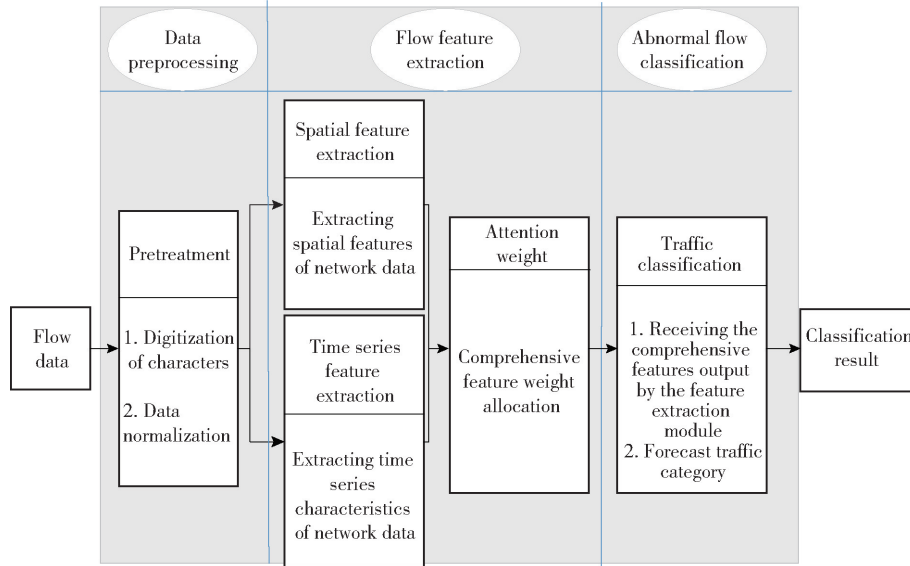 Data
preprocessing
Flow feature
extraction
Abnormal flow
classification
Flow
data
Pretreatment
1. Digitization
of characters
2. Data
normalization
Spatial feature
extraction
Extracting
spatial features
of network data
Time series
feature
extraction
Extracting time
series
characteristics
of network data
Attention
weight
Comprehensive
feature weight
allocation
Traffic
classification
1. Receiving the
comprehensive
features output
by the feature
extraction
module
2. Forecast traffic
category
Classification
result